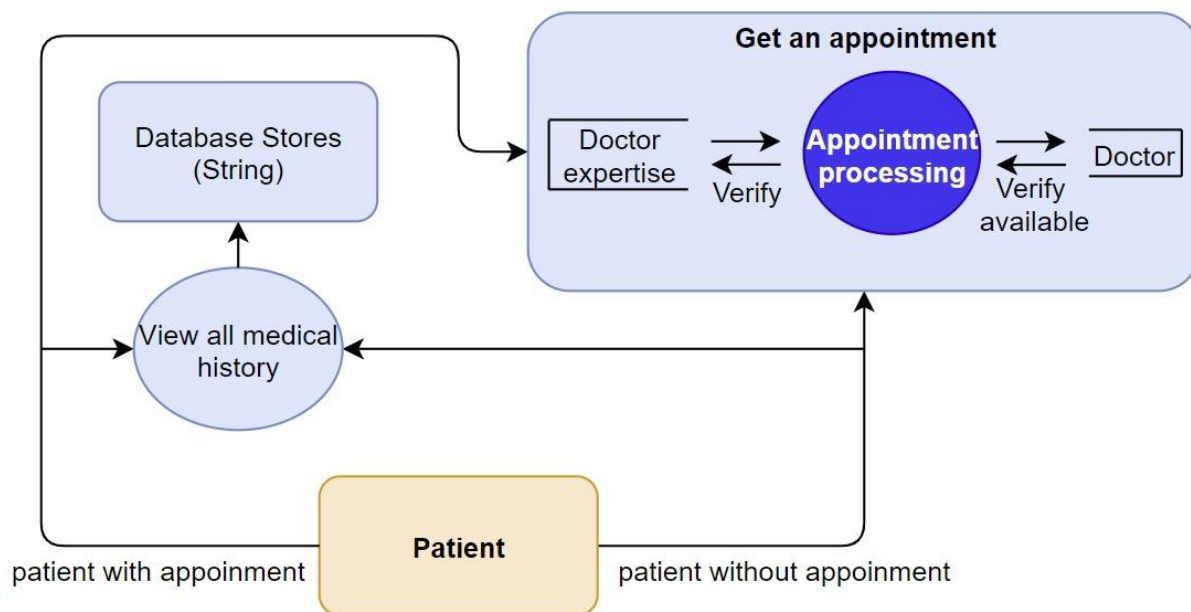 Get an appointment
Database Stores
(String)
Doctor
expertise
Verify
Appointment
processing
Verify
available
Doctor
View all medical
history
Patient
patient with appoinment
patient without appoinment